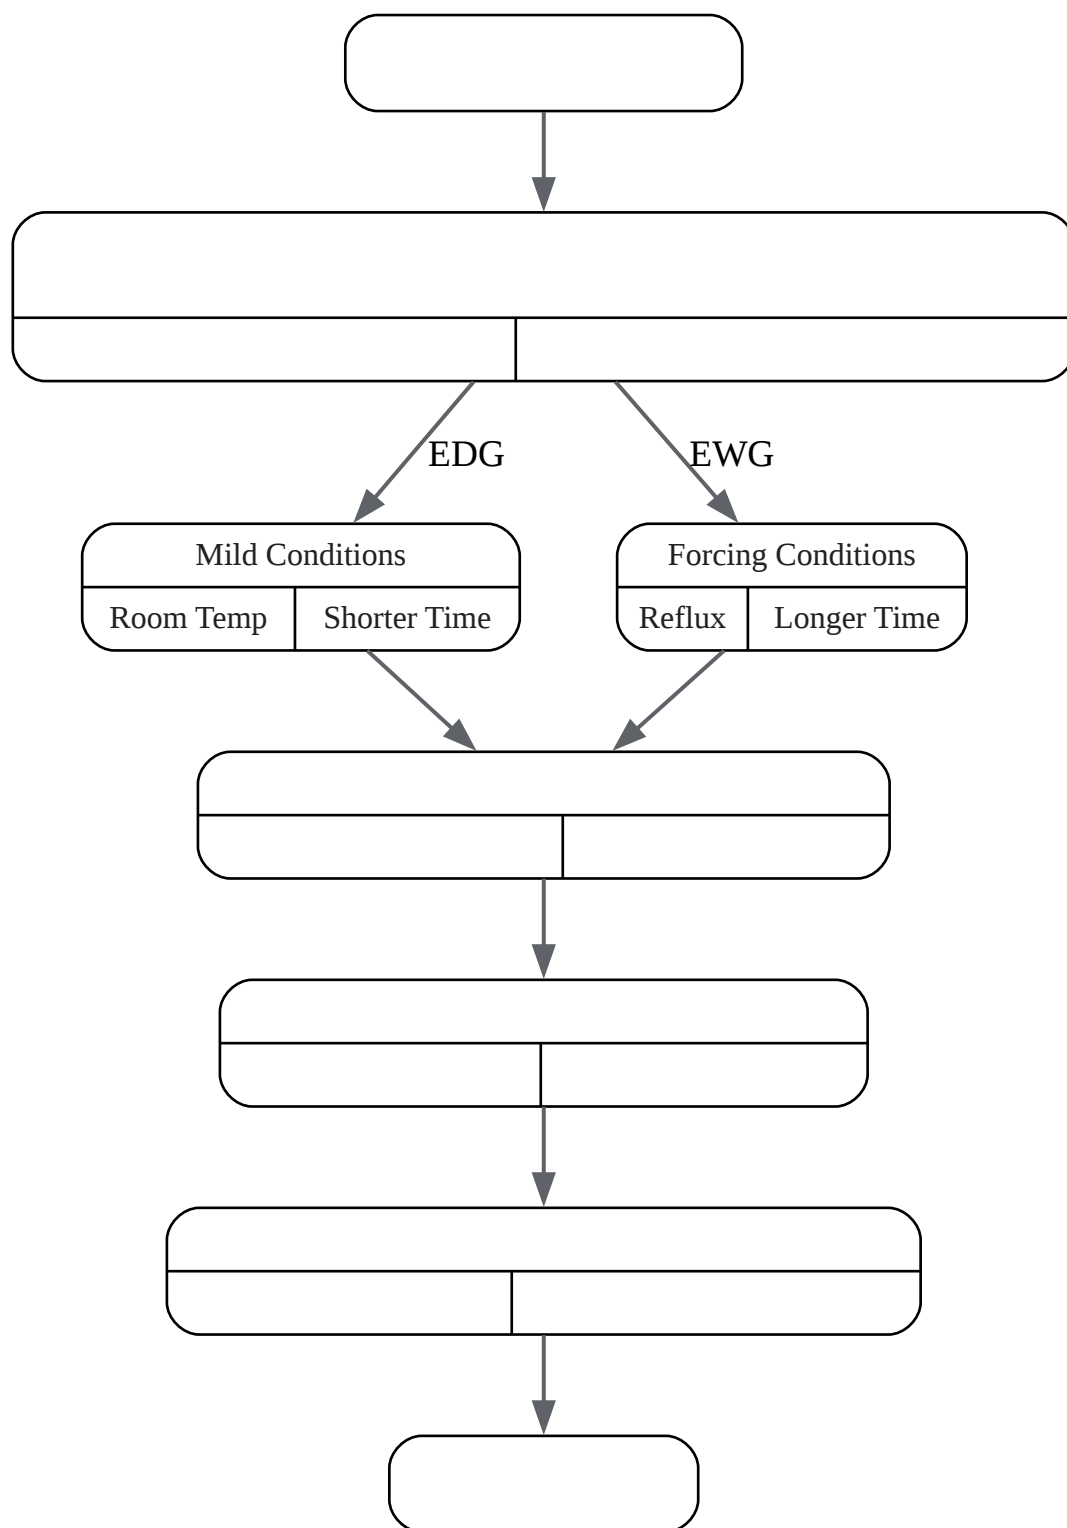 EDG
EWG
Mild Conditions
Room Temp
Shorter Time
Forcing Conditions
Reflux
Longer Time